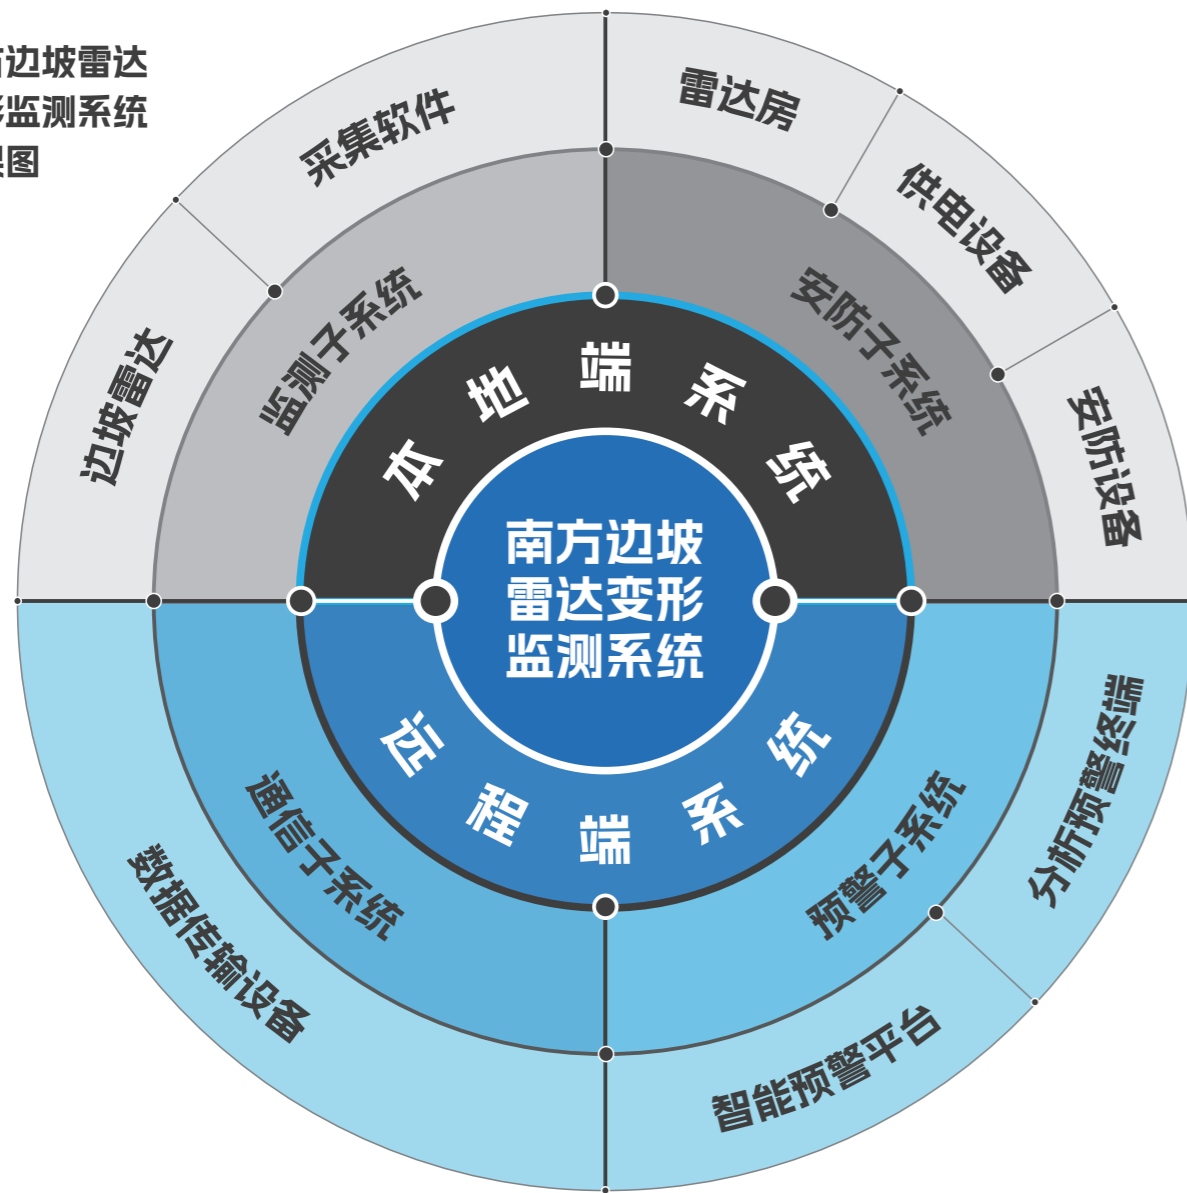 边坡雷达
监测系统
图
采集软件
雷达房
供电设备
安防设备
边坡雷达
监测子系统
安防子系统
本地端系统
南方边坡
雷达变形
监测系统
远程端系统
通信子系统
预警子系统
数据传输设备
智能预警平台
分析预警终端